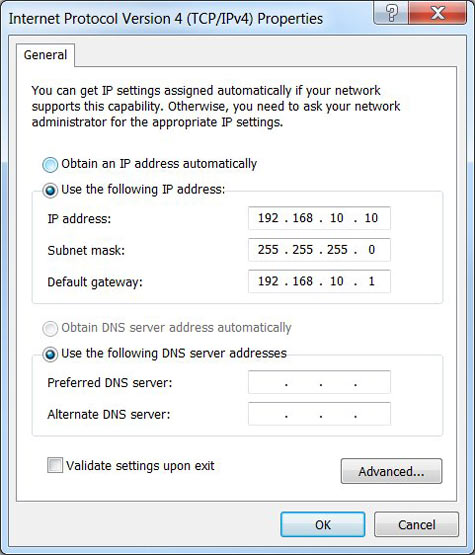 Internet Protocol Version 4 (TCP/IPv4) Properties
General
You can get IP settings assigned automatically if your network
supports this capability. Otherwise, you need to ask your network
administrator for the appropriate IP settings.
Obtain an IP address automatically
Use the following IP address:
IP address: 192 . 168 . 10 . 10
Subnet mask: 255 . 255 . 255 . 0
Default gateway: 192 . 168 . 10 . 1
Obtain DNS server address automatically
Use the following DNS server addresses
Preferred DNS server: . . .
Alternate DNS server: . . .
Validate settings upon exit
Advanced...
OK Cancel